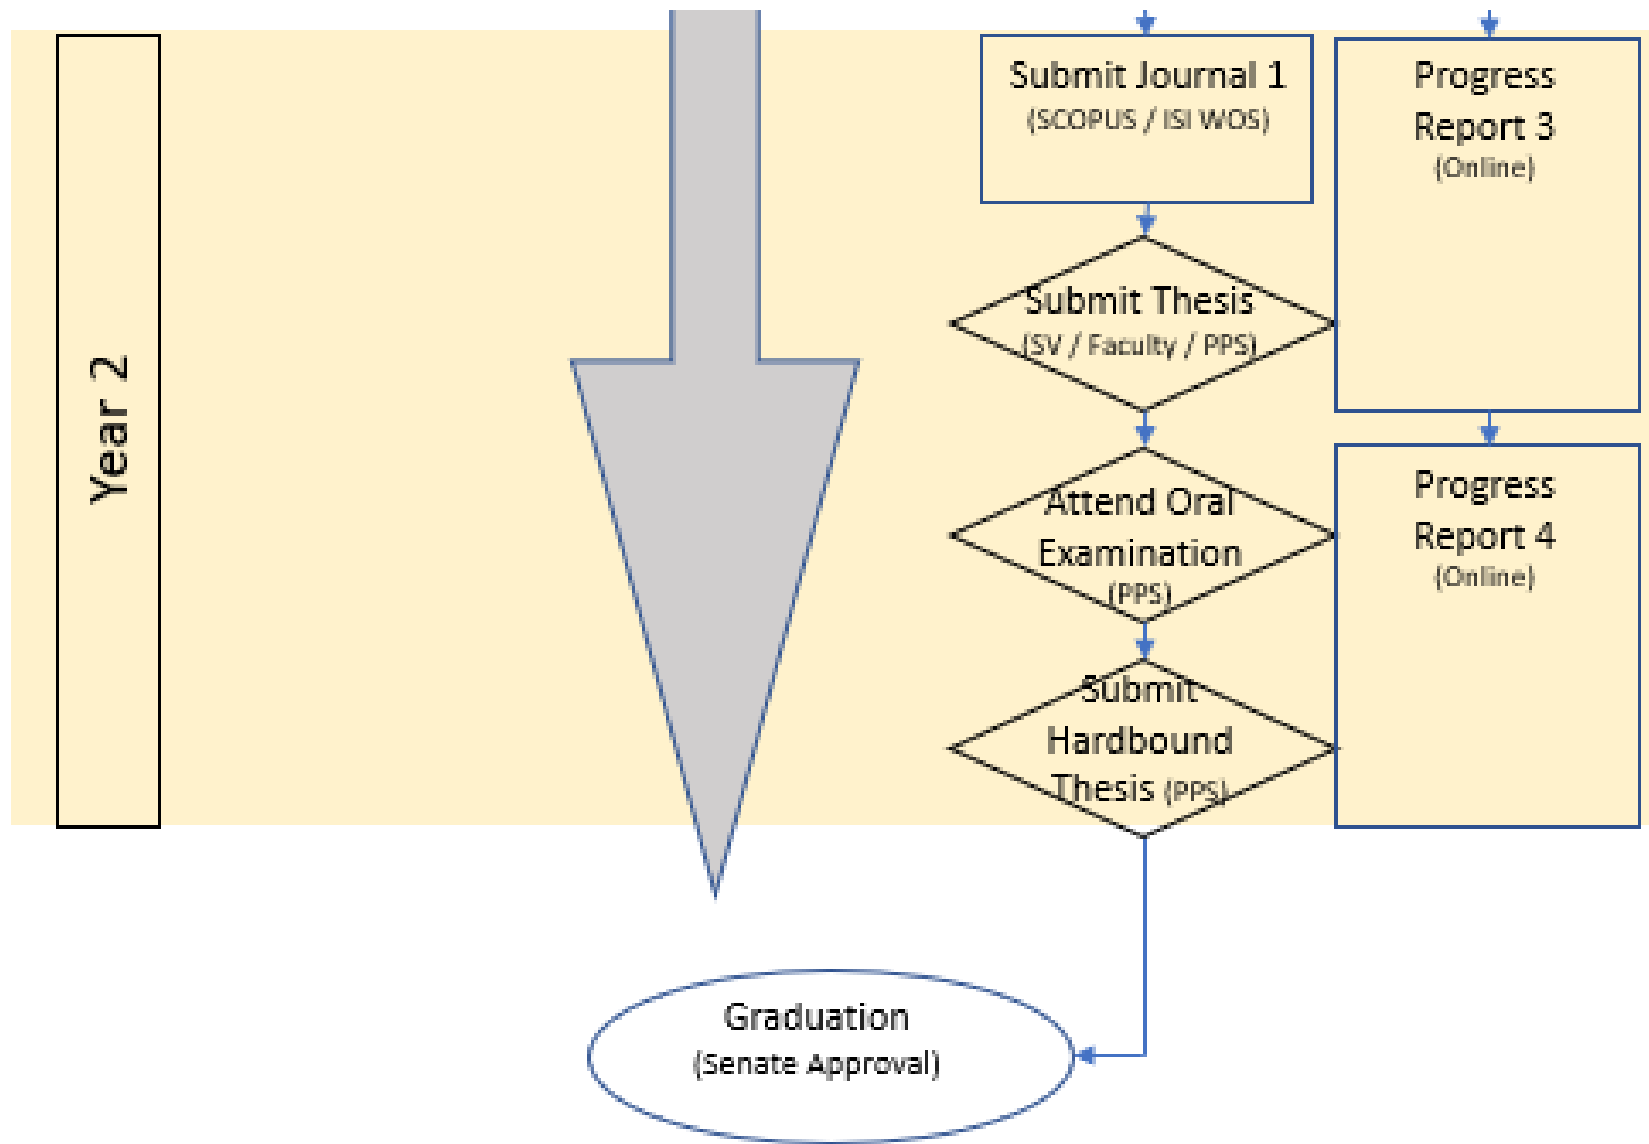 Year 2
Submit Journal 1
(SCOPUS / ISI WOS)
Progress
Report 3
(Online)
Submit Thesis
(SV / Faculty / PPS)
Attend Oral
Examination
(PPS)
Progress
Report 4
(Online)
Submit
Hardbound
Thesis (PPS)
Graduation
(Senate Approval)